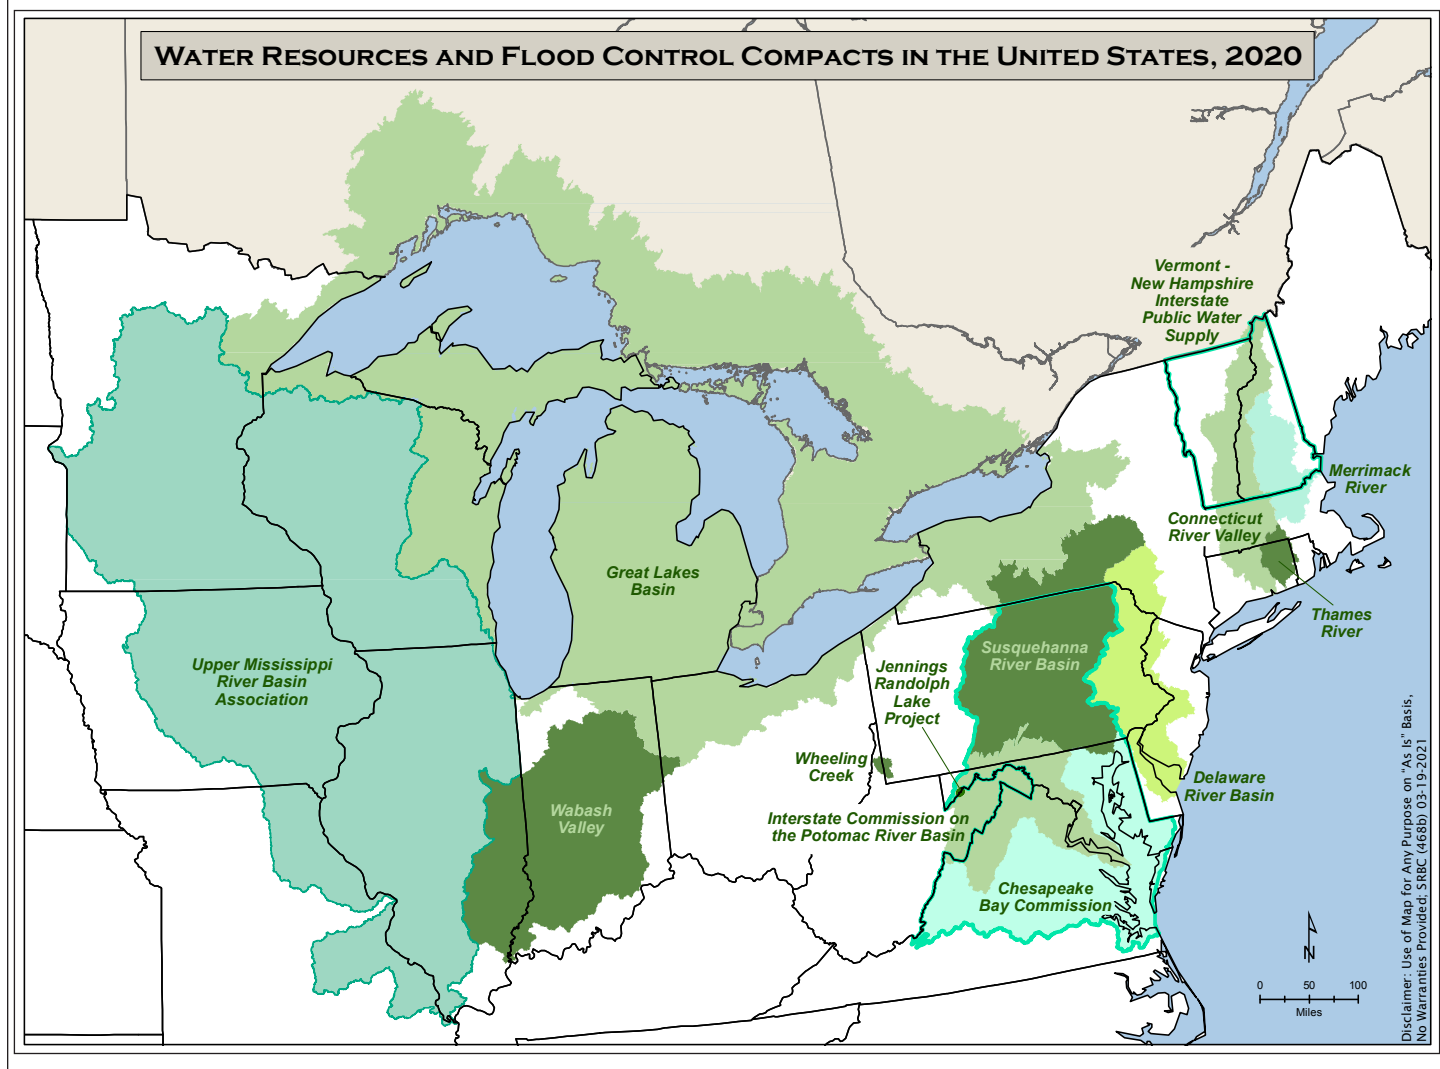 WATER RESOURCES AND FLOOD CONTROL COMPACTS IN THE UNITED STATES, 2020
Vermont -
New Hampshire
Interstate
Public Water
Supply
Merrimack
River
Connecticut
River Valley
Thames
River
Great Lakes
Basin
Susquehanna
River Basin
Upper Mississippi
River Basin
Association
Jennings
Randolph
Lake
Project
Wheeling
Creek
Delaware
River Basin
Wabash
Valley
Interstate Commission on
the Potomac River Basin
Chesapeake
Bay Commission
N
0 50 100
Miles
Disclaimer: Use of Map for Any Purpose on "As Is" Basis,
No Warranties Provided; SRBC (468b) 03-19-2021